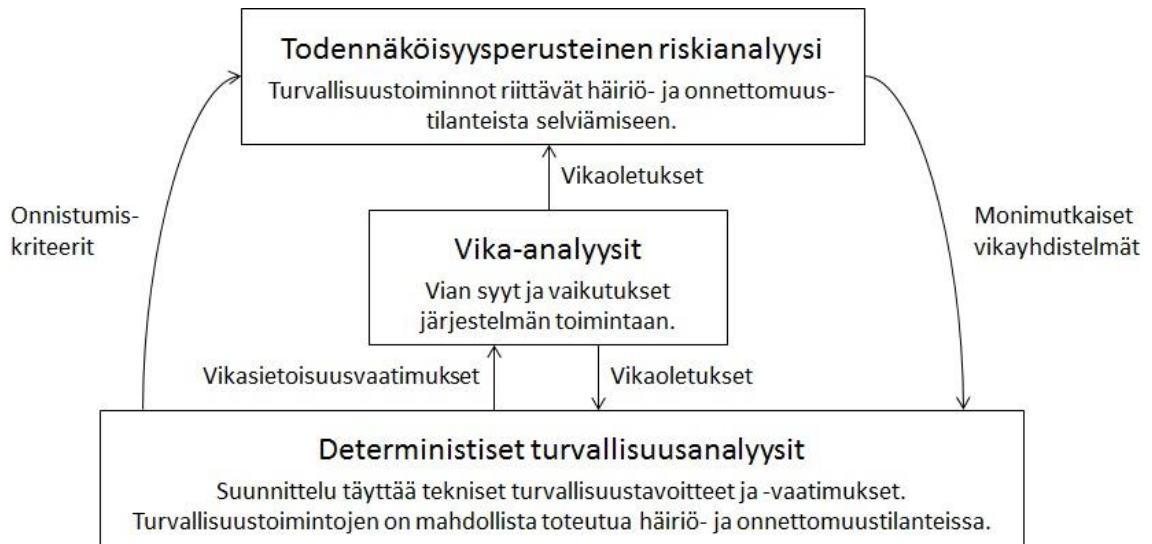 Todennäköisyysperusteinen riskianalyysi
Turvallisuustoiminnot riittävät häiriö- ja onnettomuus-
tilanteista selviämiseen.
Vikaoletukset
Onnistumis-
kriteerit
Monimutkaiset
vikayhdistelmät
Vika-analyysit
Vian syyt ja vaikutukset
järjestelmän toimintaan.
Vikasietoisuusvaatimukset
Vikaoletukset
Deterministiset turvallisuusanalyysit
Suunnittelu täyttää tekniset turvallisuustavoitteet ja -vaatimukset.
Turvallisuustoimintojen on mahdollista toteutua häiriö- ja onnettomuustilanteissa.